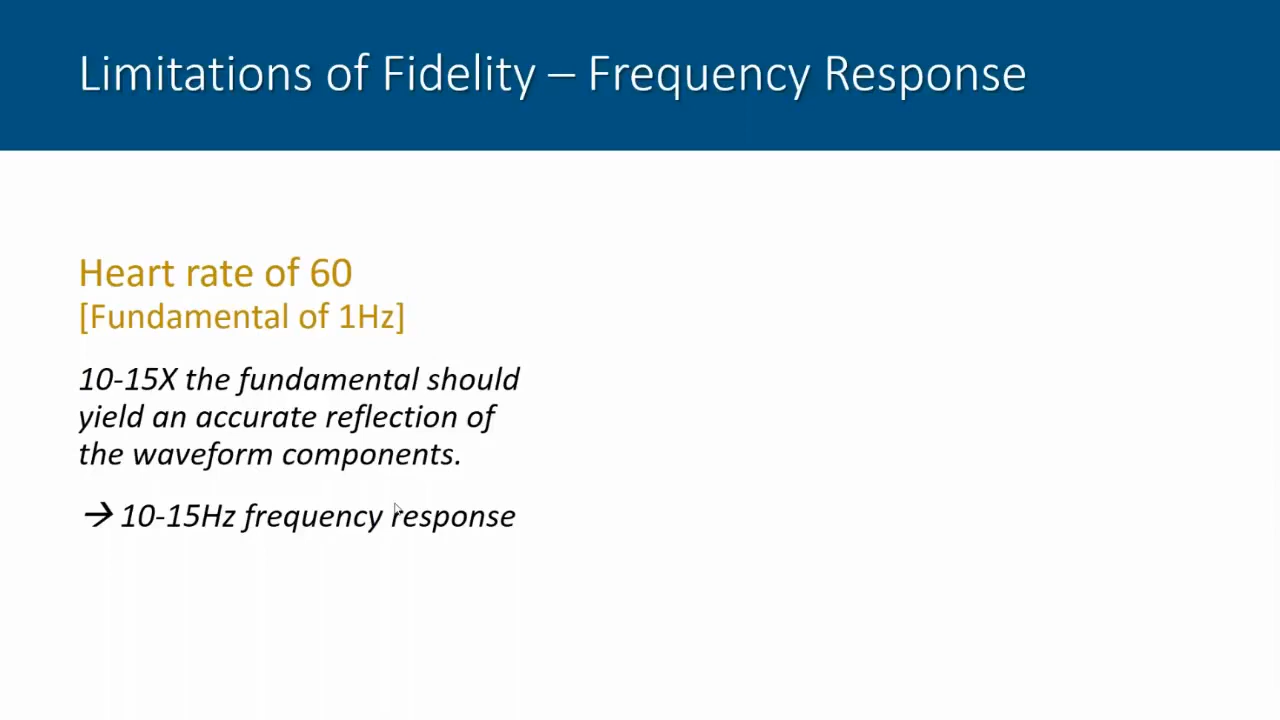 Limitations of Fidelity – Frequency Response
Heart rate of 60
[Fundamental of 1Hz]
10-15X the fundamental should
yield an accurate reflection of
the waveform components.
→ 10-15Hz frequency response